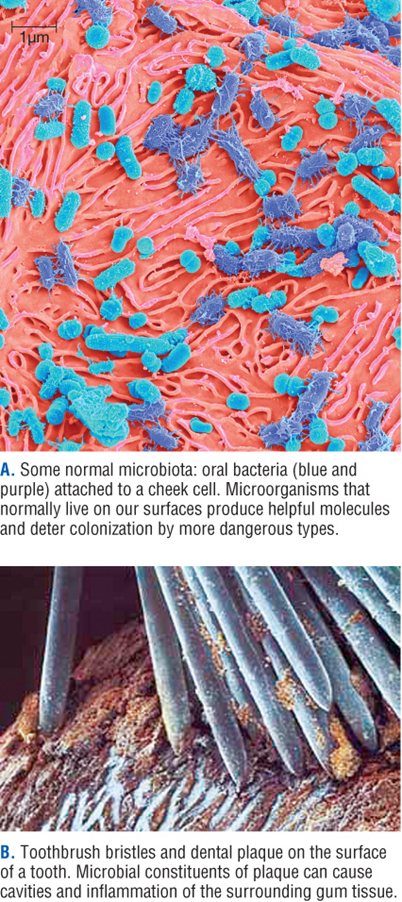 1µm
A. Some normal microbiota: oral bacteria (blue and
purple) attached to a cheek cell. Microorganisms that
normally live on our surfaces produce helpful molecules
and deter colonization by more dangerous types.
B. Toothbrush bristles and dental plaque on the surface
of a tooth. Microbial constituents of plaque can cause
cavities and inflammation of the surrounding gum tissue.